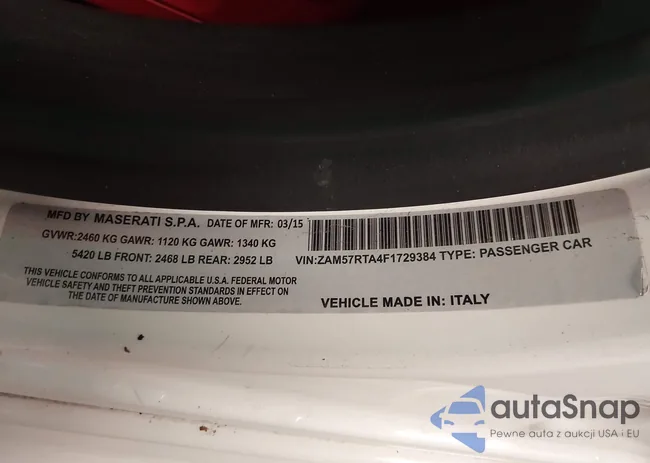 MFD BY MASERATI S.P.A. DATE OF MFR: 03/15
GVWR:2460 KG GAWR: 1120 KG GAWR: 1340 KG
5420 LB FRONT: 2468 LB REAR: 2952 LB
THIS VEHICLE CONFORMS TO ALL APPLICABLE U.S.A. FEDERAL MOTOR
VEHICLE SAFETY AND THEFT PREVENTION STANDARDS IN EFFECT ON
THE DATE OF MANUFACTURE SHOWN ABOVE.
VIN:ZAM57RTA4F1729384 TYPE: PASSENGER CAR
VEHICLE MADE IN: ITALY
autaSnap
Pewne auta z aukcji USA i EU